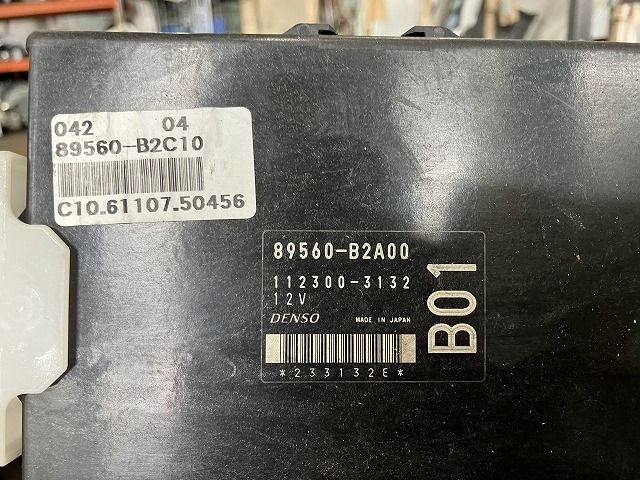 042 04
89560-B2C10
C10-61107-50456
89560-B2A00
112300-3132
12V
DENSO MADE IN JAPAN
*233132E*
B01